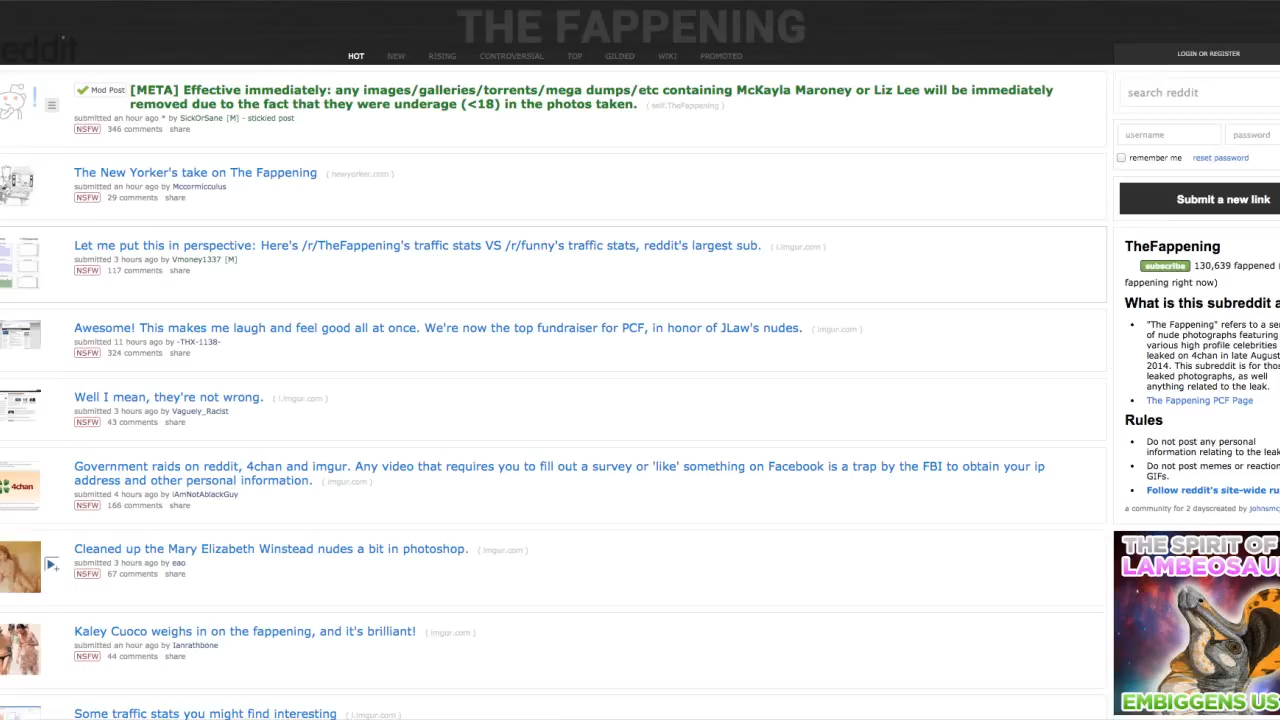 THE FAPPENING
eddit
HOT NEW RISING CONTROVERSIAL TOP GILDED WIKI PROMOTED
LOGIN OR REGISTER
Mod Post [META] Effective immediately: any images/galleries/torrents/mega dumps/etc containing McKayla Maroney or Liz Lee will be immediately
removed due to the fact that they were underage (<18) in the photos taken. ( self.TheFappening )
submitted an hour ago * by SickOrSane [M] - stickied post
NSFW 346 comments share
The New Yorker's take on The Fappening ( newyorker.com )
submitted an hour ago by Mccormicculus
NSFW 29 comments share
Let me put this in perspective: Here's /r/TheFappening's traffic stats VS /r/funny's traffic stats, reddit's largest sub. ( i.imgur.com )
submitted 3 hours ago by Vmoney1337 [M]
NSFW 117 comments share
Awesome! This makes me laugh and feel good all at once. We're now the top fundraiser for PCF, in honor of JLaw's nudes. ( imgur.com )
submitted 11 hours ago by -THX-1138-
NSFW 324 comments share
Well I mean, they're not wrong. ( i.imgur.com )
submitted 3 hours ago by Vaguely_Racist
NSFW 43 comments share
Government raids on reddit, 4chan and imgur. Any video that requires you to fill out a survey or 'like' something on Facebook is a trap by the FBI to obtain your ip
address and other personal information. ( imgur.com )
submitted 4 hours ago by iAmNotAblackGuy
NSFW 166 comments share
4chan
Cleaned up the Mary Elizabeth Winstead nudes a bit in photoshop. ( imgur.com )
submitted 3 hours ago by eao
NSFW 67 comments share
Kaley Cuoco weighs in on the fappening, and it's brilliant! ( imgur.com )
submitted an hour ago by Ianrathbone
NSFW 44 comments share
Some traffic stats you might find interesting ( i.imgur.com )
search reddit
username password
remember me reset password
Submit a new link
TheFappening
subscribe 130,639 fappened (
fappening right now)
What is this subreddit a
• "The Fappening" refers to a se
of nude photographs featuring
various high profile celebrities
leaked on 4chan in late August
2014. This subreddit is for thos
leaked photographs, as well
anything related to the leak.
• The Fappening PCF Page
Rules
• Do not post any personal
information relating to the leak
• Do not post memes or reaction
GIFs.
• Follow reddit's site-wide ru
a community for 2 dayscreated by johnsmc
THE SPIRIT OF
LAMBEOSAU
EMBIGGENS US